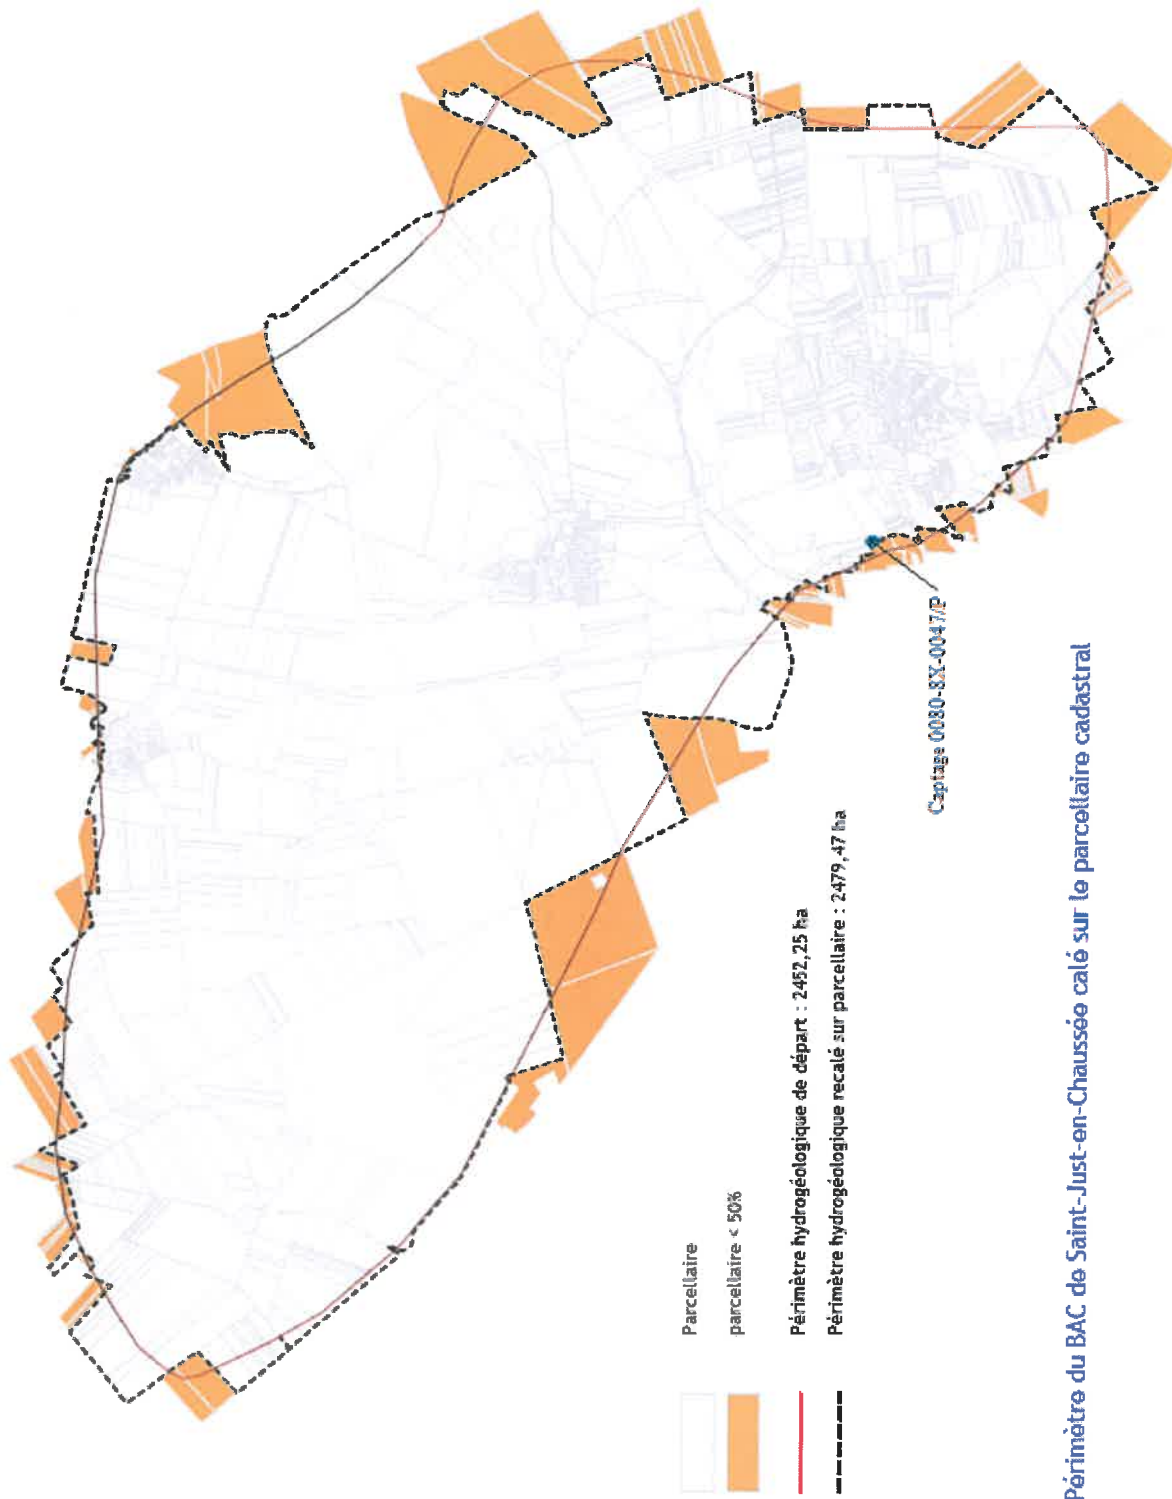 Captage 0080-8X-0047/P
Parcellaire
parcellaire < 50%
Périmètre hydrogéologique de départ : 2452,25 ha
Périmètre hydrogéologique recalé sur parcellaire : 2479,47 ha
Périmètre du BAC de Saint-Just-en-Chaussée calé sur le parcellaire cadastral